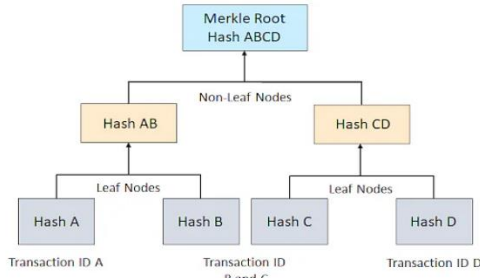 Merkle Root
Hash ABCD
Non-Leaf Nodes
Hash AB
Hash CD
Leaf Nodes
Leaf Nodes
Hash A
Hash B
Hash C
Hash D
Transaction ID A
Transaction ID
B and C
Transaction ID D